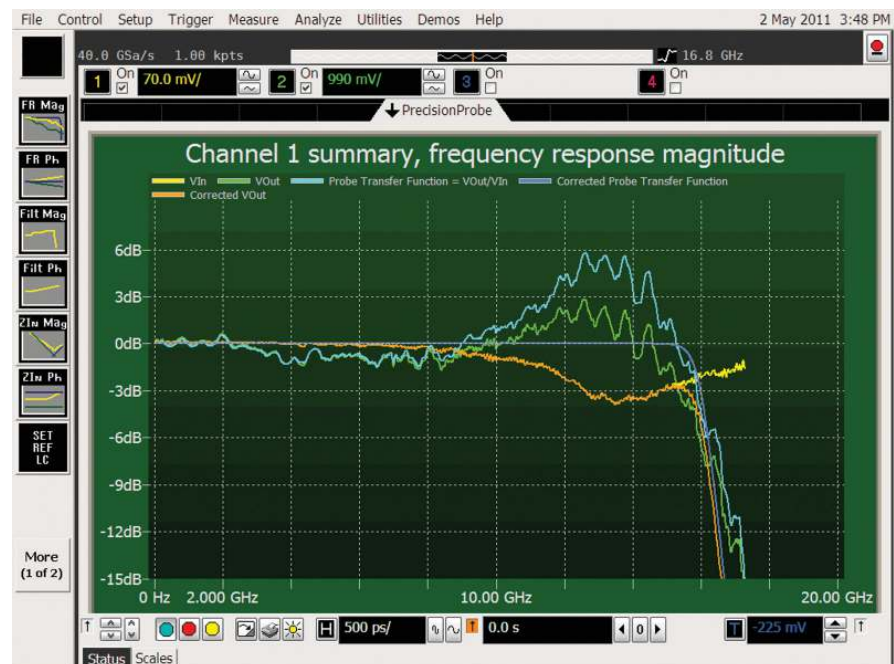 File Control Setup Trigger Measure Analyze Utilities Demos Help 2 May 2011 3:48 PM
40.0 GSa/s 1.00 kpts 16.8 GHz
1 On 70.0 mV/ 2 On 990 mV/ 3 On 4 On
PrecisionProbe
FR Mag
FR Ph
Filt Mag
Filt Ph
ZIN Mag
ZIN Ph
SET
REF
LC
More
(1 of 2)
Channel 1 summary, frequency response magnitude
VIn VOut Probe Transfer Function = VOut/VIn Corrected Probe Transfer Function
Corrected VOut
6dB
3dB
0dB
-3dB
-6dB
-9dB
-12dB
-15dB
0 Hz 2.000 GHz 10.00 GHz 20.00 GHz
H 500 ps/ 0.0 s 0 T -225 mV
Status Scales